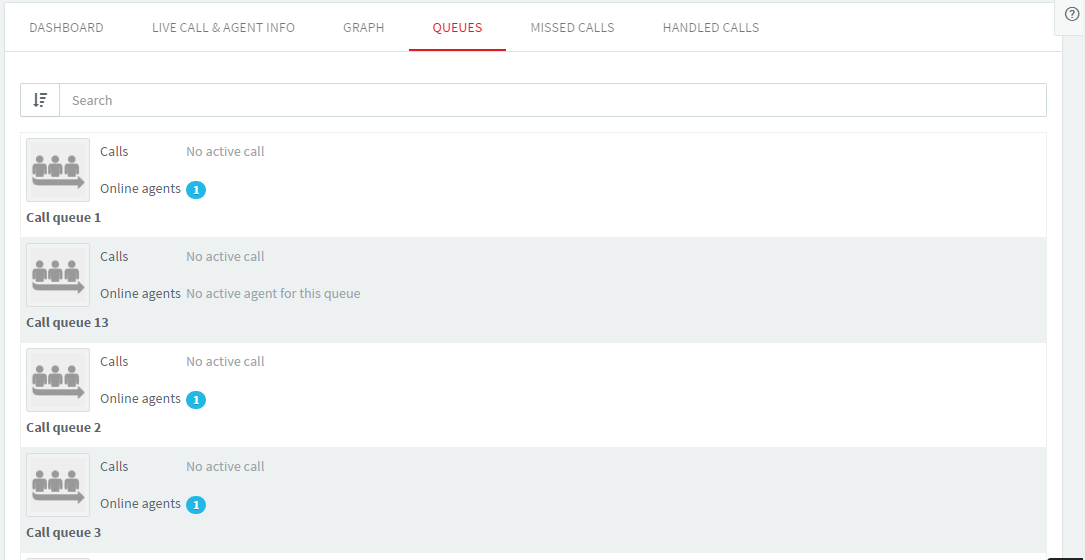 DASHBOARD LIVE CALL & AGENT INFO GRAPH QUEUES MISSED CALLS HANDLED CALLS
Search
Calls No active call
Online agents 1
Call queue 1
Calls No active call
Online agents No active agent for this queue
Call queue 13
Calls No active call
Online agents 1
Call queue 2
Calls No active call
Online agents 1
Call queue 3